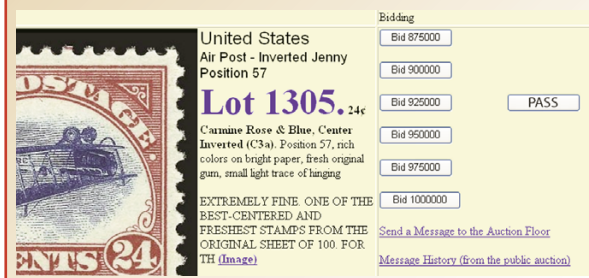 POSTAGE
CENTS 24
United States
Air Post - Inverted Jenny
Position 57
Lot 1305. 24¢
Carmine Rose & Blue, Center
Inverted (C3a). Position 57, rich
colors on bright paper, fresh original
gum, small light trace of hinging
EXTREMELY FINE. ONE OF THE
BEST-CENTERED AND
FRESHEST STAMPS FROM THE
ORIGINAL SHEET OF 100. FOR
TH (Image)
Bidding
Bid 875000
Bid 900000
Bid 925000
PASS
Bid 950000
Bid 975000
Bid 1000000
Send a Message to the Auction Floor
Message History (from the public auction)